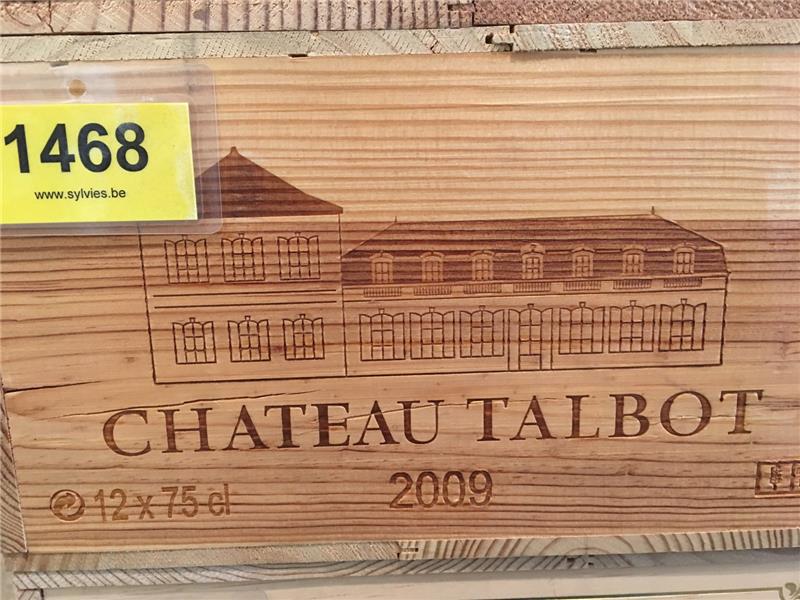 1468
www.sylvies.be
CHATEAU TALBOT
2009
12 x 75 cl